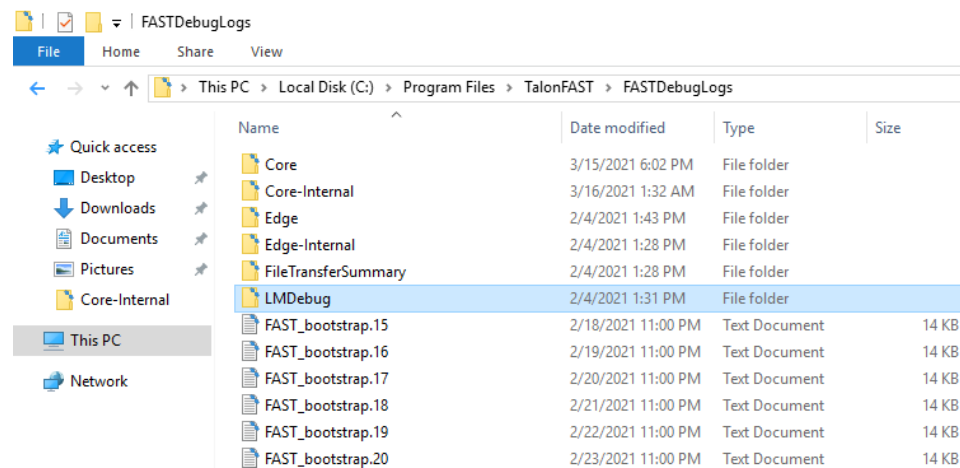 FASTDebugLogs
File Home Share View
This PC > Local Disk (C:) > Program Files > TalonFAST > FASTDebugLogs
Name Date modified Type Size
Quick access
Desktop
Downloads
Documents
Pictures
Core-Internal
This PC
Network
Core 3/15/2021 6:02 PM File folder
Core-Internal 3/16/2021 1:32 AM File folder
Edge 2/4/2021 1:43 PM File folder
Edge-Internal 2/4/2021 1:28 PM File folder
FileTransferSummary 2/4/2021 1:28 PM File folder
LMDebug 2/4/2021 1:31 PM File folder
FAST_bootstrap.15 2/18/2021 11:00 PM Text Document 14 KB
FAST_bootstrap.16 2/19/2021 11:00 PM Text Document 14 KB
FAST_bootstrap.17 2/20/2021 11:00 PM Text Document 14 KB
FAST_bootstrap.18 2/21/2021 11:00 PM Text Document 14 KB
FAST_bootstrap.19 2/22/2021 11:00 PM Text Document 14 KB
FAST_bootstrap.20 2/23/2021 11:00 PM Text Document 14 KB